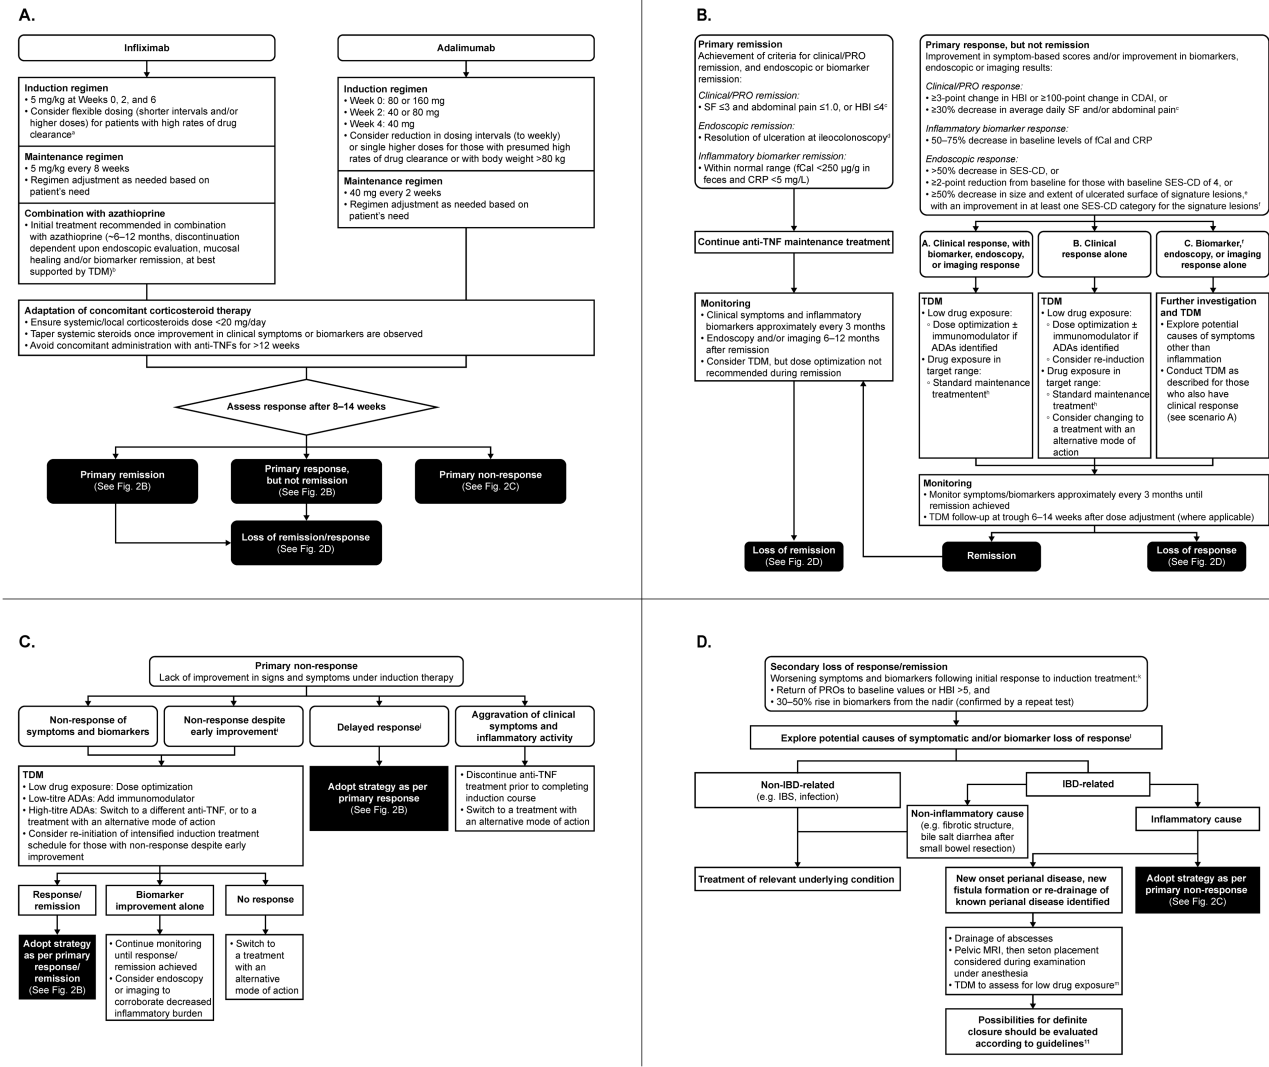 A.
Infliximab
Induction regimen
• 5 mg/kg at Weeks 0, 2, and 6
• Consider flexible dosing (shorter intervals and/or
higher doses) for patients with high rates of drug
clearanceᵃ
Maintenance regimen
• 5 mg/kg every 8 weeks
• Regimen adjustment as needed based on
patient's need
Combination with azathioprine
• Initial treatment recommended in combination
with azathioprine (~6–12 months, discontinuation
dependent upon endoscopic evaluation, mucosal
healing and/or biomarker remission, at best
supported by TDM)ᵇ
Adalimumab
Induction regimen
• Week 0: 80 or 160 mg
• Week 2: 40 or 80 mg
• Week 4: 40 mg
• Consider reduction in dosing intervals (to weekly)
or single higher doses for those with presumed high
rates of drug clearance or with body weight >80 kg
Maintenance regimen
• 40 mg every 2 weeks
• Regimen adjustment as needed based on
patient's need
Adaptation of concomitant corticosteroid therapy
• Ensure systemic/local corticosteroids dose <20 mg/day
• Taper systemic steroids once improvement in clinical symptoms or biomarkers are observed
• Avoid concomitant administration with anti-TNFs for >12 weeks
Assess response after 8–14 weeks
Primary remission
(See Fig. 2B)
Primary response,
but not remission
(See Fig. 2B)
Primary non-response
(See Fig. 2C)
Loss of remission/response
(See Fig. 2D)
B.
Primary remission
Achievement of criteria for clinical/PRO
remission, and endoscopic or biomarker
remission:
Clinical/PRO remission:
• SF ≤3 and abdominal pain ≤1.0, or HBI ≤4ᶜ
Endoscopic remission:
• Resolution of ulceration at ileocolonoscopyᵈ
Inflammatory biomarker remission:
• Within normal range (fCal <250 µg/g in
feces and CRP <5 mg/L)
Continue anti-TNF maintenance treatment
Monitoring
• Clinical symptoms and inflammatory
biomarkers approximately every 3 months
• Endoscopy and/or imaging 6–12 months
after remission
• Consider TDM, but dose optimization not
recommended during remission
Loss of remission
(See Fig. 2D)
Primary response, but not remission
Improvement in symptom-based scores and/or improvement in biomarkers,
endoscopic or imaging results:
Clinical/PRO response:
• ≥3-point change in HBI or ≥100-point change in CDAI, or
• ≥30% decrease in average daily SF and/or abdominal painᶜ
Inflammatory biomarker response:
• 50–75% decrease in baseline levels of fCal and CRP
Endoscopic response:
• >50% decrease in SES-CD, or
• ≥2-point reduction from baseline for those with baseline SES-CD of 4, or
• ≥50% decrease in size and extent of ulcerated surface of signature lesions,ᵉ
with an improvement in at least one SES-CD category for the signature lesionsᶠ
A. Clinical response, with
biomarker, endoscopy,
or imaging response
B. Clinical
response alone
C. Biomarker,ᶠ
endoscopy, or imaging
response alone
TDM
• Low drug exposure:
◦ Dose optimization ±
immunomodulator if
ADAs identified
• Drug exposure in
target range:
◦ Standard maintenance
treatmententʰ
TDM
• Low drug exposure:
◦ Dose optimization ±
immunomodulator if
ADAs identified
◦ Consider re-induction
• Drug exposure in
target range:
◦ Standard maintenance
treatmentʰ
◦ Consider changing to
a treatment with an
alternative mode of
action
Further investigation
and TDM
• Explore potential
causes of symptoms
other than
inflammation
• Conduct TDM as
described for those
who also have
clinical response
(see scenario A)
Monitoring
• Monitor symptoms/biomarkers approximately every 3 months until
remission achieved
• TDM follow-up at trough 6–14 weeks after dose adjustment (where applicable)
Remission
Loss of response
(See Fig. 2D)
C.
Primary non-response
Lack of improvement in signs and symptoms under induction therapy
Non-response of
symptoms and biomarkers
Non-response despite
early improvementⁱ
Delayed responseʲ
Aggravation of clinical
symptoms and
inflammatory activity
TDM
• Low drug exposure: Dose optimization
• Low-titre ADAs: Add immunomodulator
• High-titre ADAs: Switch to a different anti-TNF, or to a
treatment with an alternative mode of action
• Consider re-initiation of intensified induction treatment
schedule for those with non-response despite early
improvement
Adopt strategy as per
primary response
(See Fig. 2B)
• Discontinue anti-TNF
treatment prior to completing
induction course
• Switch to a treatment with
an alternative mode of action
Response/
remission
Biomarker
improvement alone
No response
Adopt strategy
as per primary
response/
remission
(See Fig. 2B)
• Continue monitoring
until response/
remission achieved
• Consider endoscopy
or imaging to
corroborate decreased
inflammatory burden
• Switch to
a treatment
with an
alternative
mode of action
D.
Secondary loss of response/remission
Worsening symptoms and biomarkers following initial response to induction treatment:ᵏ
• Return of PROs to baseline values or HBI >5, and
• 30–50% rise in biomarkers from the nadir (confirmed by a repeat test)
Explore potential causes of symptomatic and/or biomarker loss of responseˡ
Non-IBD-related
(e.g. IBS, infection)
IBD-related
Non-inflammatory cause
(e.g. fibrotic structure,
bile salt diarrhea after
small bowel resection)
Inflammatory cause
Treatment of relevant underlying condition
New onset perianal disease, new
fistula formation or re-drainage of
known perianal disease identified
Adopt strategy as per
primary non-response
(See Fig. 2C)
• Drainage of abscesses
• Pelvic MRI, then seton placement
considered during examination
under anesthesia
• TDM to assess for low drug exposureᵐ
Possibilities for definite
closure should be evaluated
according to guidelines¹¹